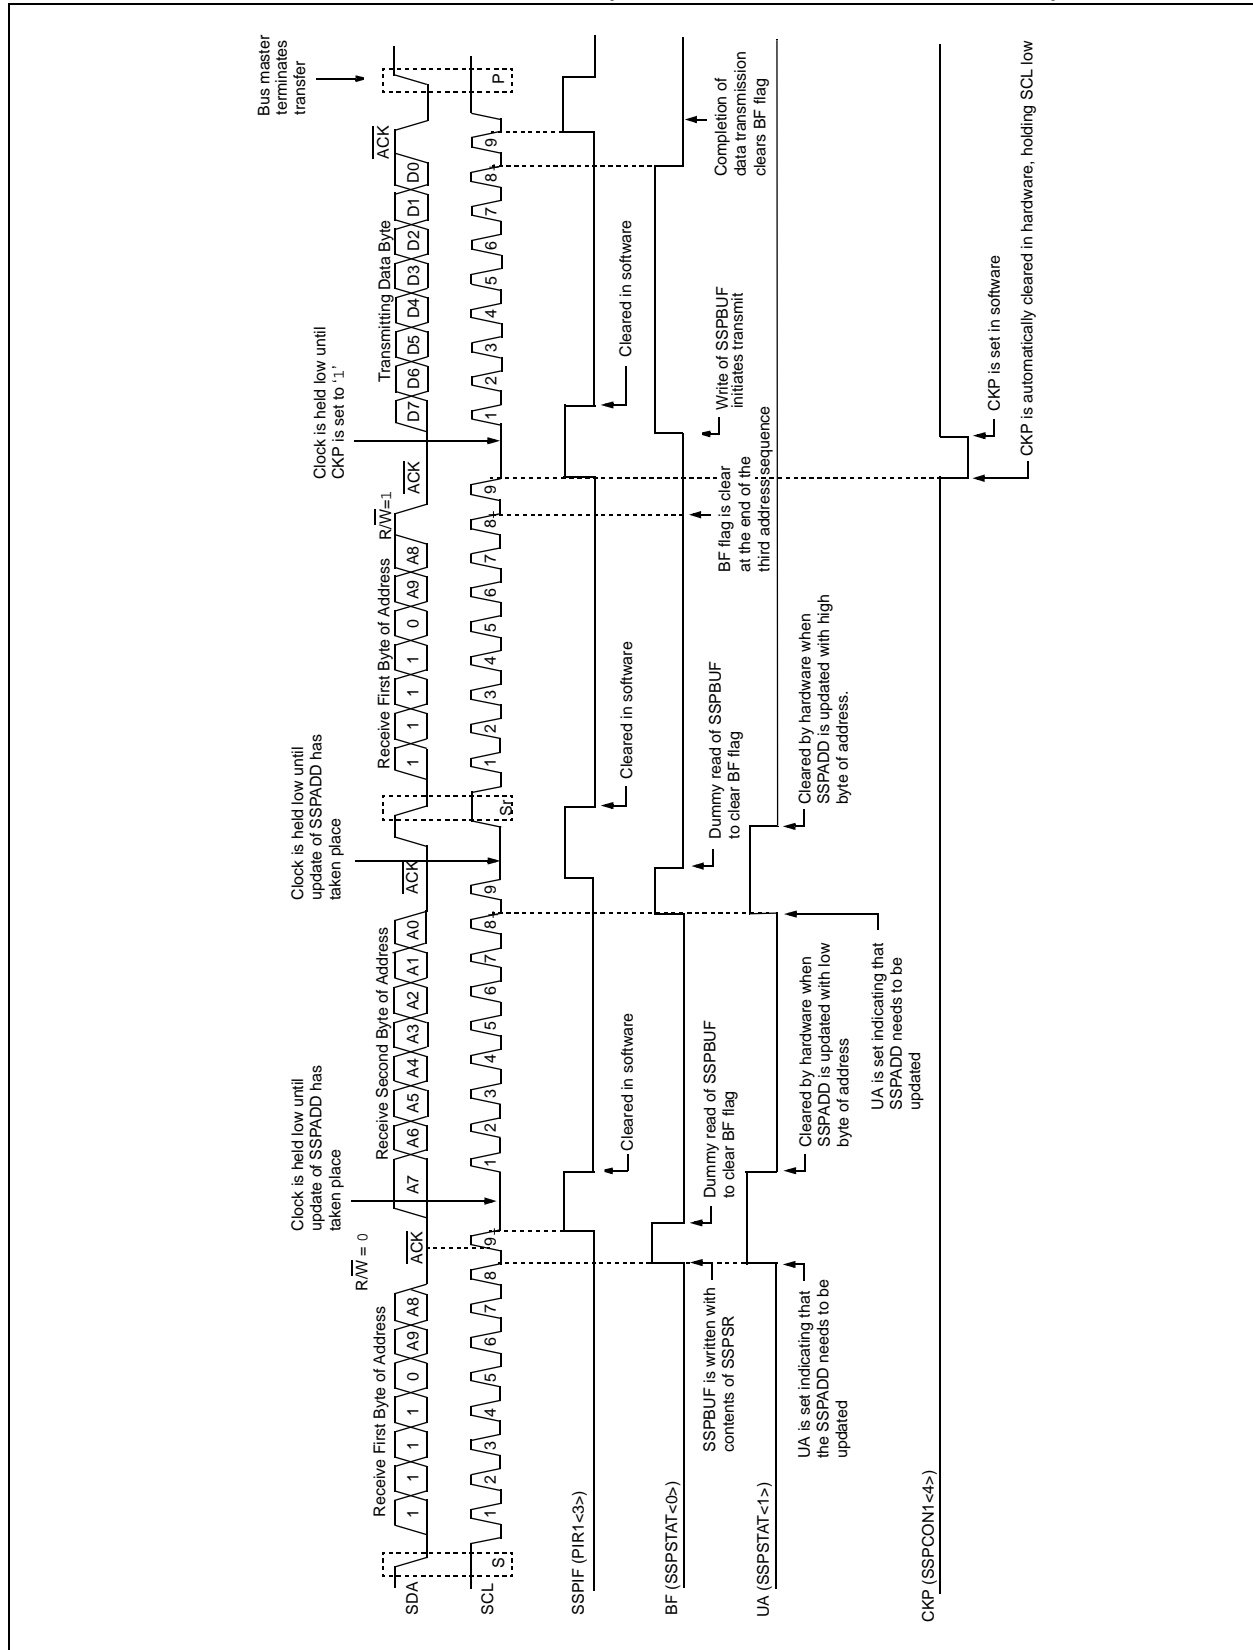 Bus master
terminates
transfer
Clock is held low until
update of SSPADD has
taken place
Clock is held low until
update of SSPADD has
taken place
Clock is held low until
CKP is set to ‘1’
R/W = 0
R/W=1
Receive First Byte of Address
ACK
Receive Second Byte of Address
ACK
Receive First Byte of Address
ACK
Transmitting Data Byte
ACK
SDA
1 1 1 1 0 A9 A8
A7 A6 A5 A4 A3 A2 A1 A0
1 1 1 1 0 A9 A8
D7 D6 D5 D4 D3 D2 D1 D0
SCL
S
1 2 3 4 5 6 7 8 9
1 2 3 4 5 6 7 8 9
Sr
1 2 3 4 5 6 7 8 9
1 2 3 4 5 6 7 8 9
P
SSPIF (PIR1<3>)
Cleared in software
Cleared in software
Cleared in software
BF (SSPSTAT<0>)
SSPBUF is written with
contents of SSPSR
Dummy read of SSPBUF
to clear BF flag
Dummy read of SSPBUF
to clear BF flag
BF flag is clear
at the end of the
third address sequence
Write of SSPBUF
initiates transmit
Completion of
data transmission
clears BF flag
UA (SSPSTAT<1>)
UA is set indicating that
the SSPADD needs to be
updated
Cleared by hardware when
SSPADD is updated with low
byte of address
UA is set indicating that
SSPADD needs to be
updated
Cleared by hardware when
SSPADD is updated with high
byte of address.
CKP (SSPCON1<4>)
CKP is set in software
CKP is automatically cleared in hardware, holding SCL low